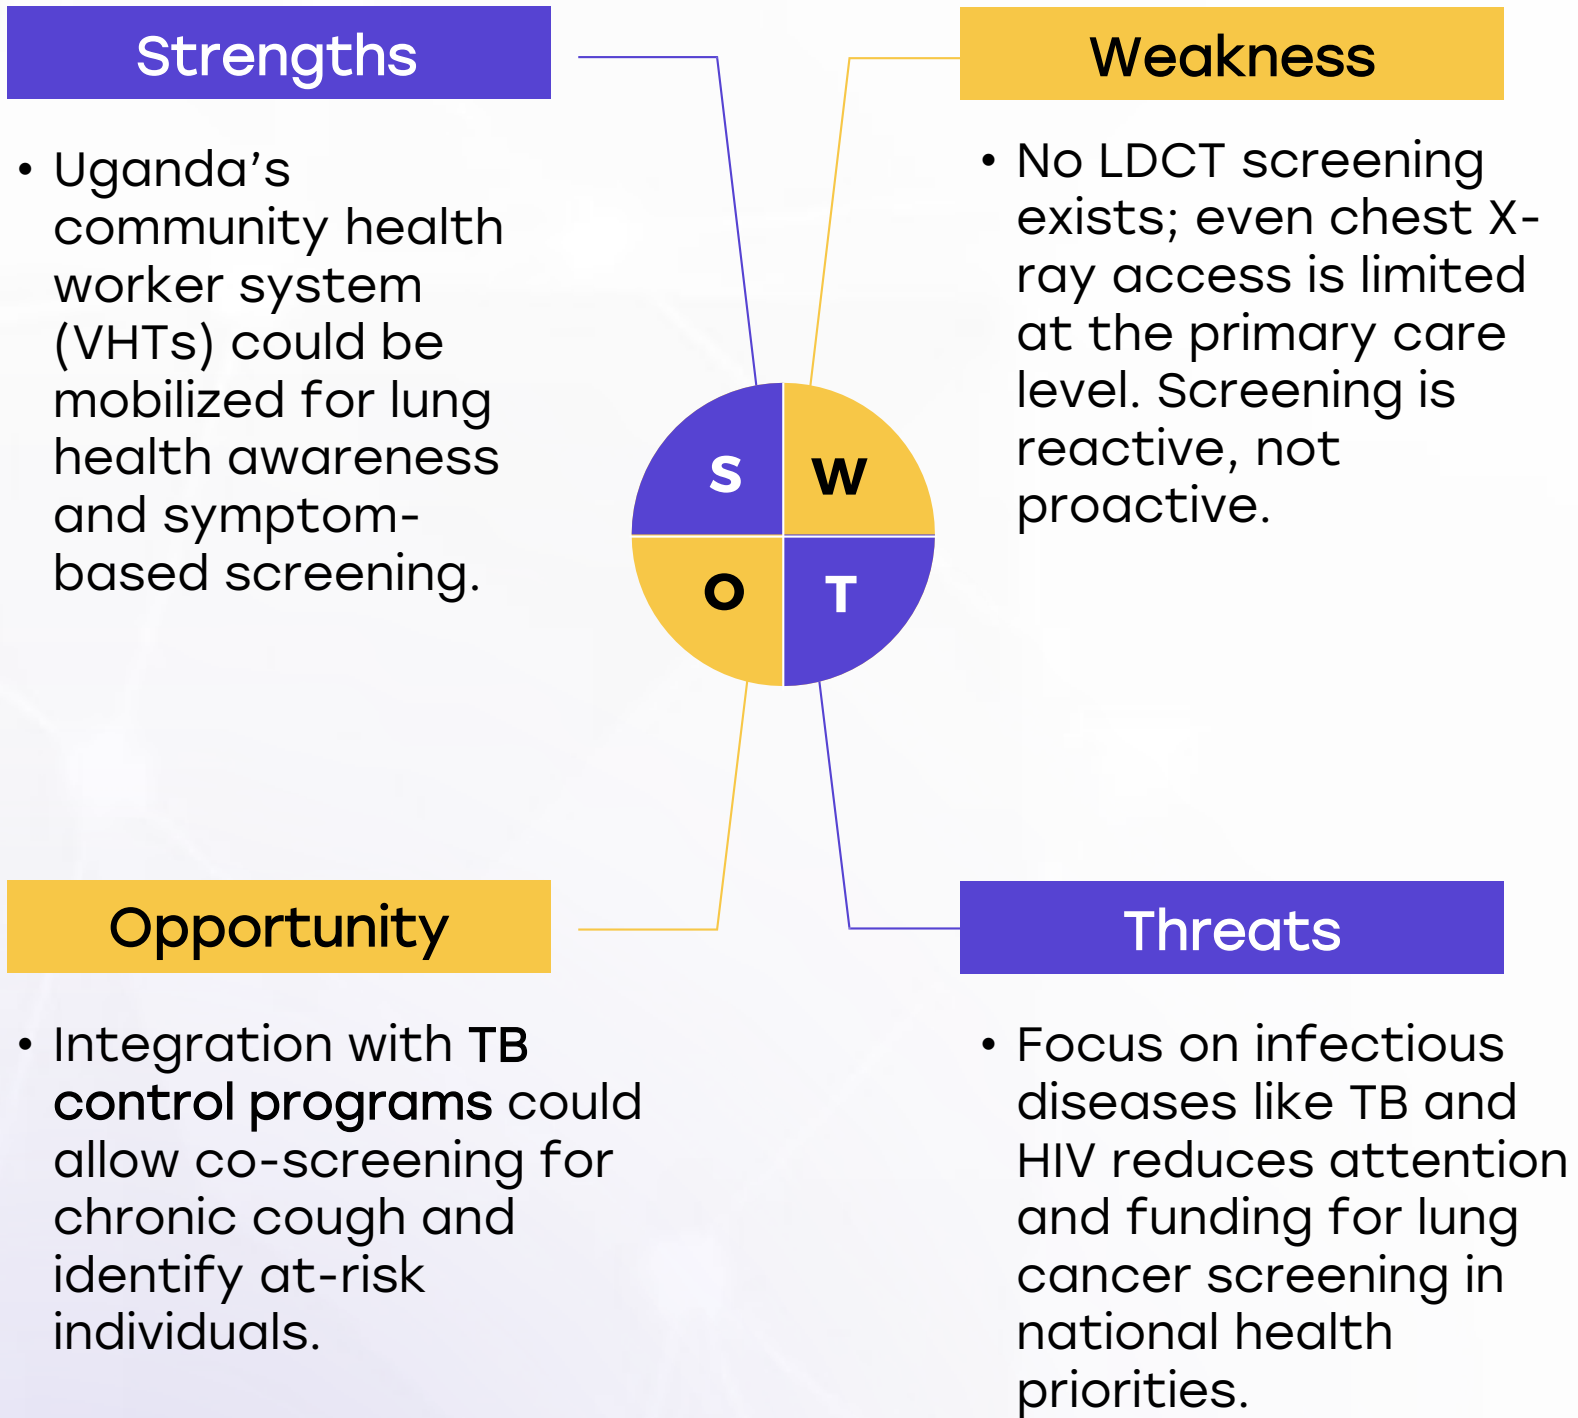 Strengths
• Uganda’s
community health
worker system
(VHTs) could be
mobilized for lung
health awareness
and symptom-
based screening.
Weakness
• No LDCT screening
exists; even chest X-
ray access is limited
at the primary care
level. Screening is
reactive, not
proactive.
S
W
O
T
Opportunity
• Integration with TB
control programs could
allow co-screening for
chronic cough and
identify at-risk
individuals.
Threats
• Focus on infectious
diseases like TB and
HIV reduces attention
and funding for lung
cancer screening in
national health
priorities.